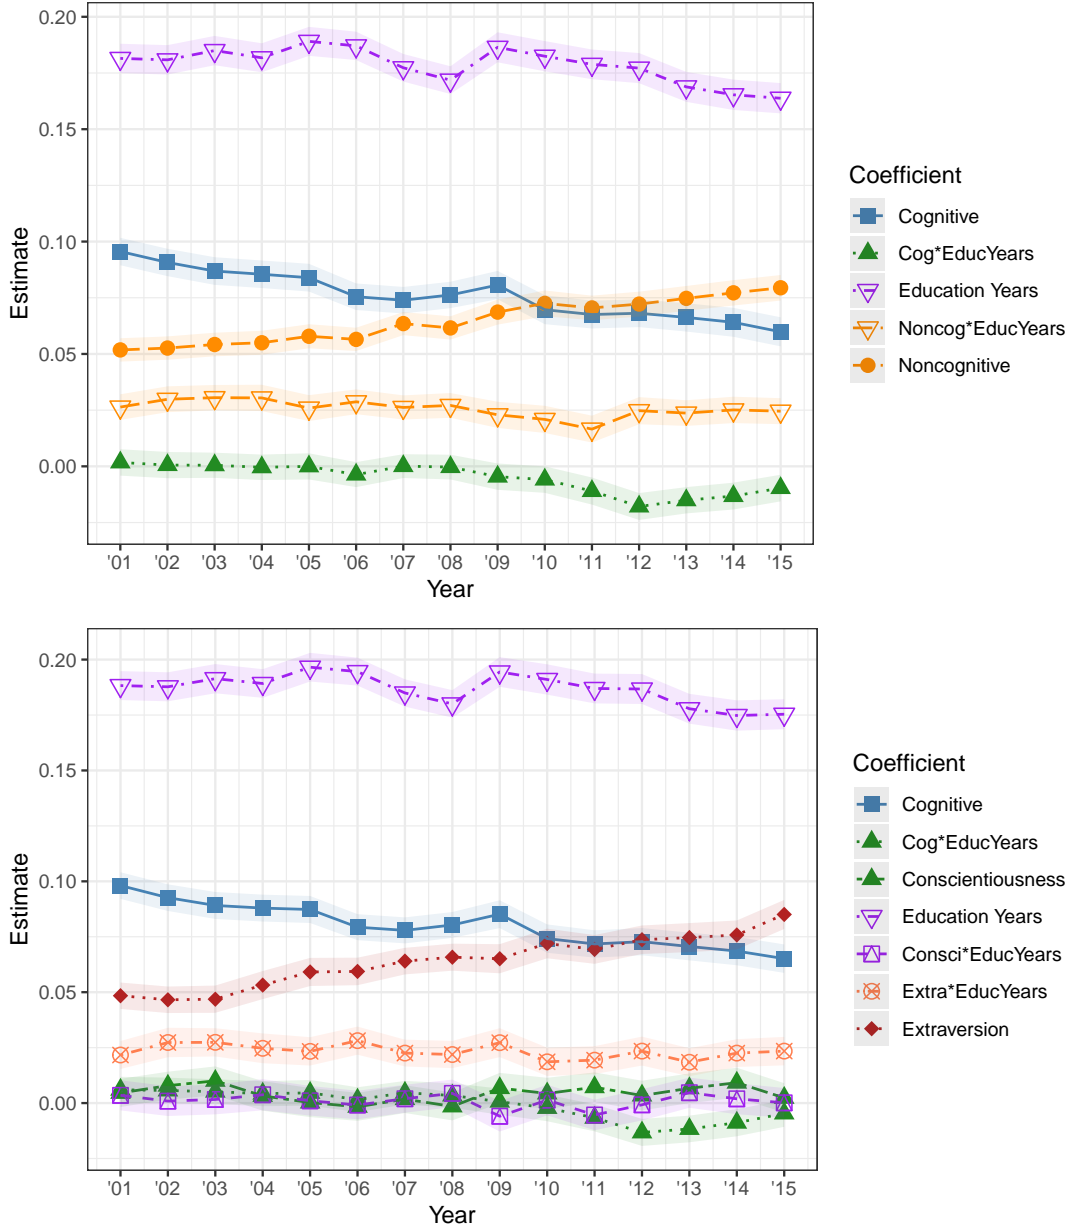 0.20
0.15
0.10
0.05
0.00
Estimate
'01 '02 '03 '04 '05 '06 '07 '08 '09 '10 '11 '12 '13 '14 '15
Year
Coefficient
Cognitive
Cog*EducYears
Education Years
Noncog*EducYears
Noncognitive
0.20
0.15
0.10
0.05
0.00
Estimate
'01 '02 '03 '04 '05 '06 '07 '08 '09 '10 '11 '12 '13 '14 '15
Year
Coefficient
Cognitive
Cog*EducYears
Conscientiousness
Education Years
Consci*EducYears
Extra*EducYears
Extraversion